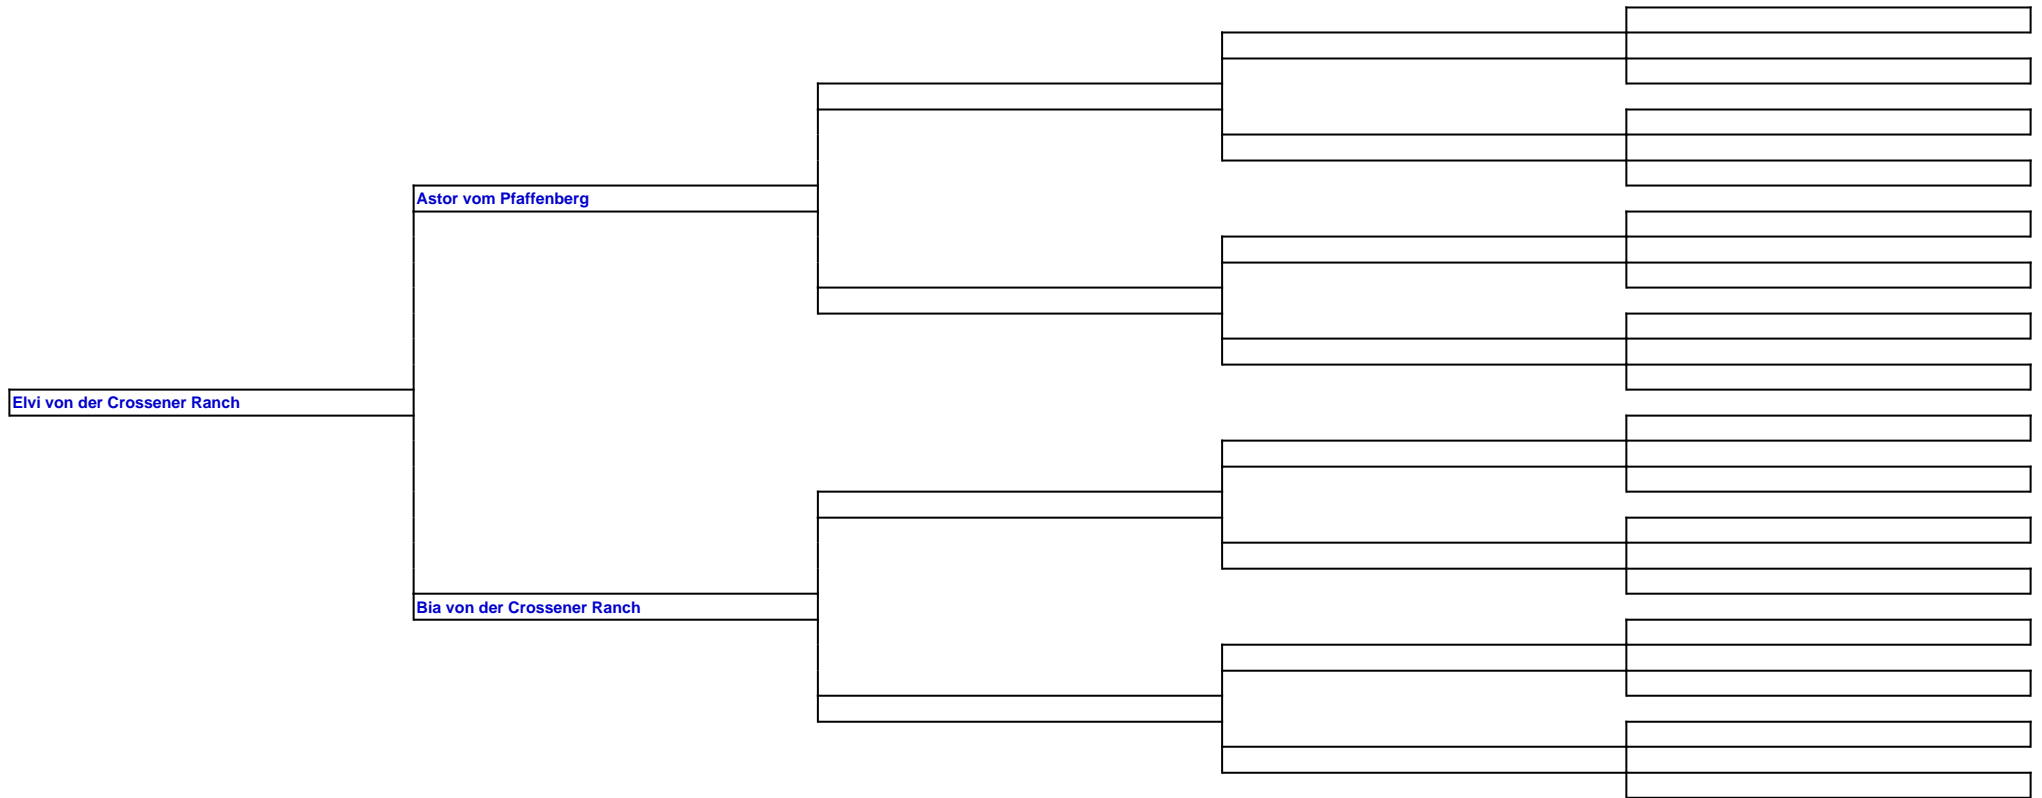 Astor vom Pfaffenberg
Elvi von der Crossener Ranch
Bia von der Crossener Ranch